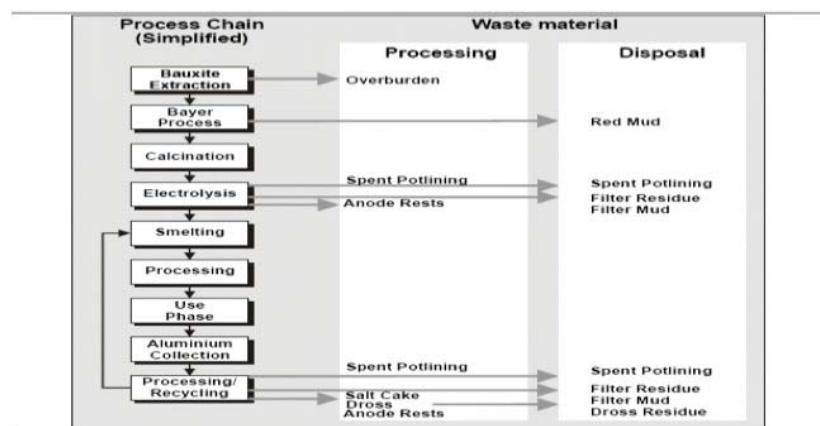 Process Chain
(Simplified)
Waste material
Processing
Disposal
Bauxite
Extraction
Overburden
Bayer
Process
Red Mud
Calcination
Electrolysis
Spent Potlining
Spent Potlining
Anode Rests
Filter Residue
Filter Mud
Smelting
Processing
Use
Phase
Aluminium
Collection
Processing/
Recycling
Spent Potlining
Spent Potlining
Salt Cake
Dross
Anode Rests
Filter Residue
Filter Mud
Dross Residue